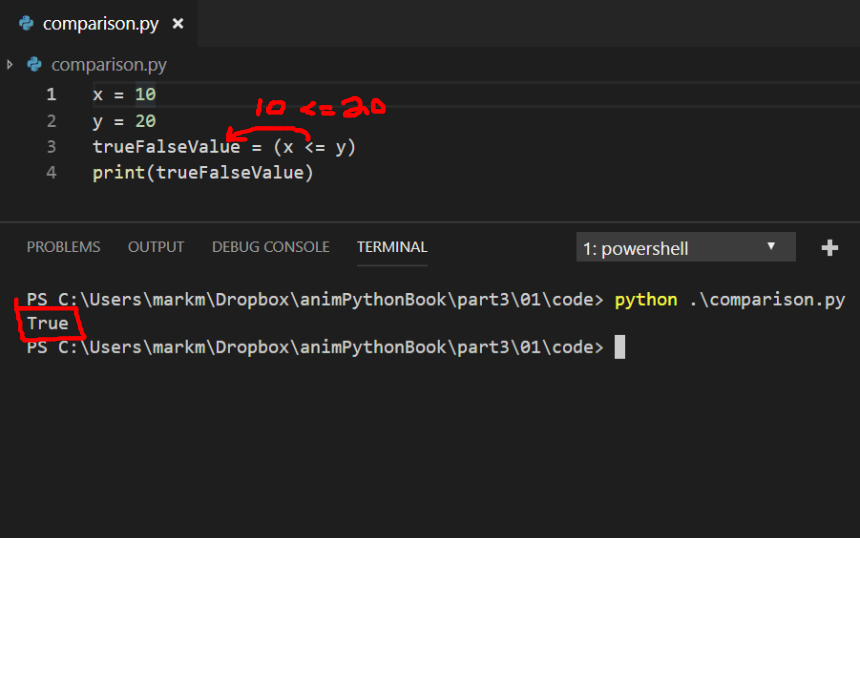 comparison.py ×
comparison.py
1 x = 10
10 <= 20
2 y = 20
3 trueFalseValue = (x <= y)
4 print(trueFalseValue)
PROBLEMS OUTPUT DEBUG CONSOLE TERMINAL 1: powershell ▼ +
PS C:\Users\markm\Dropbox\animPythonBook\part3\01\code> python .\comparison.py
True
PS C:\Users\markm\Dropbox\animPythonBook\part3\01\code>